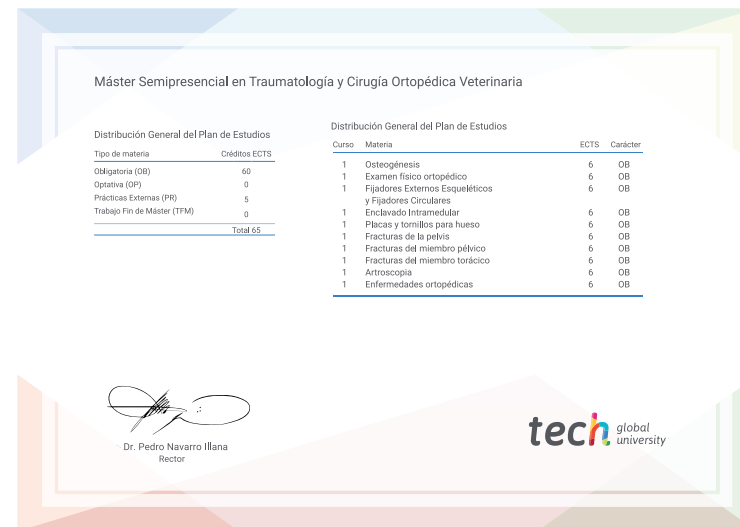 Máster Semipresencial en Traumatología y Cirugía Ortopédica Veterinaria
Distribución General del Plan de Estudios
Tipo de materia Créditos ECTS
Obligatoria (OB) 60
Optativa (OP) 0
Prácticas Externas (PR) 5
Trabajo Fin de Máster (TFM) 0
Total 65
Distribución General del Plan de Estudios
Curso Materia ECTS Carácter
1 Osteogénesis 6 OB
1 Examen físico ortopédico 6 OB
1 Fijadores Externos Esqueléticos 6 OB
y Fijadores Circulares
1 Enclavado Intramedular 6 OB
1 Placas y tornillos para hueso 6 OB
1 Fracturas de la pelvis 6 OB
1 Fracturas del miembro pélvico 6 OB
1 Fracturas del miembro torácico 6 OB
1 Artroscopia 6 OB
1 Enfermedades ortopédicas 6 OB
Dr. Pedro Navarro Illana
Rector
tech global
university